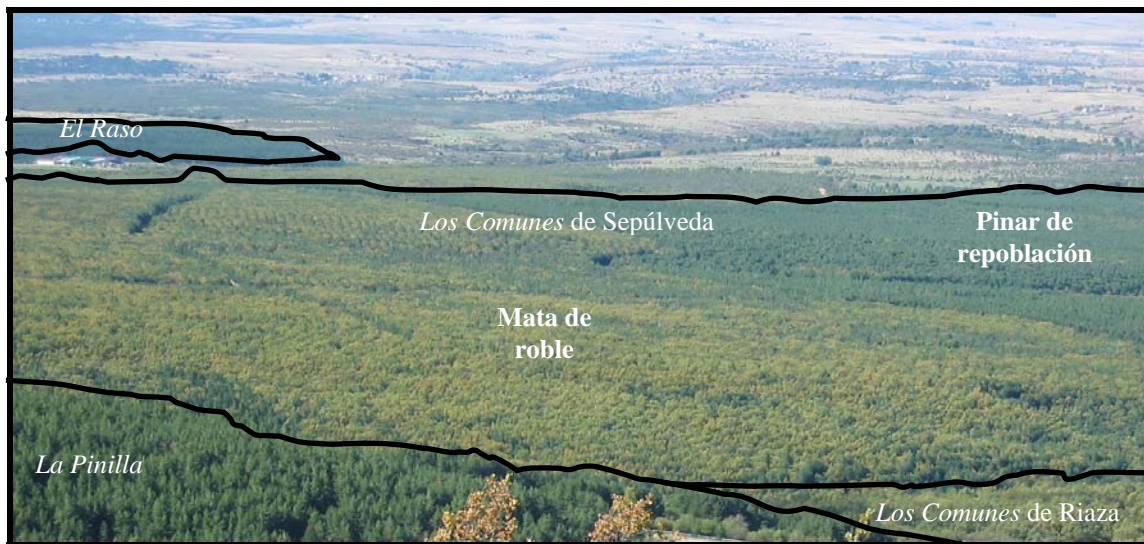 El Raso
Los Comunes de Sepúlveda
Pinar de
repoblación
Mata de
roble
La Pinilla
Los Comunes de Riaza